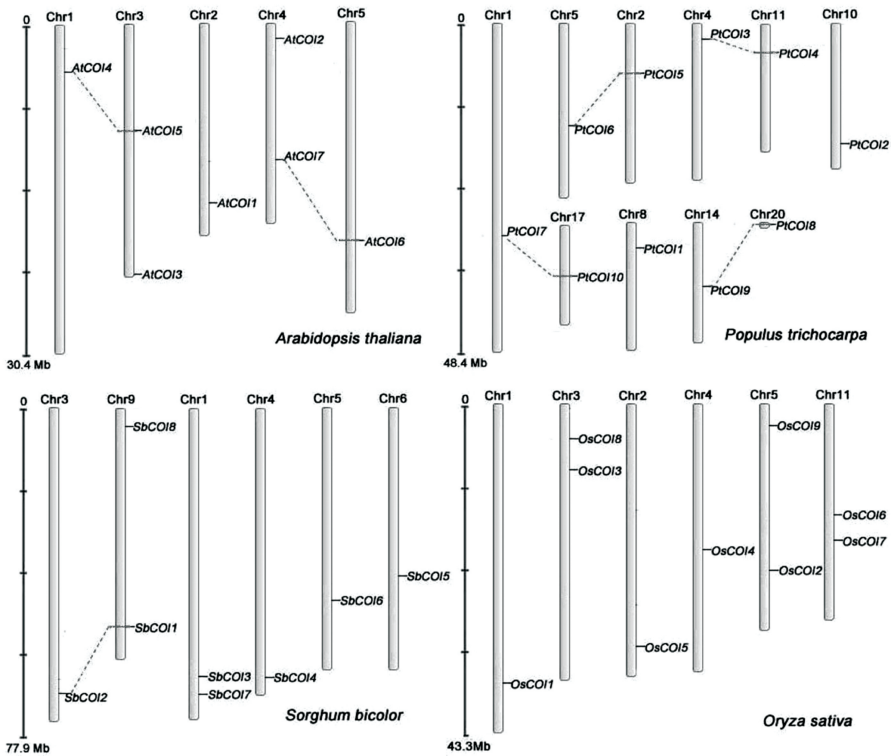 0
Chr1 Chr3 Chr2 Chr4 Chr5
AtCOI2
AtCOI4
AtCOI5
AtCOI7
AtCOI1
AtCOI6
AtCOI3
Arabidopsis thaliana
30.4 Mb
0
Chr1 Chr5 Chr2 Chr4 Chr11 Chr10
PtCOI3
PtCOI4
PtCOI5
PtCOI6
PtCOI2
Chr17 Chr8 Chr14 Chr20
PtCOI7
PtCOI8
PtCOI1
PtCOI10
PtCOI9
Populus trichocarpa
48.4 Mb
0
Chr3 Chr9 Chr1 Chr4 Chr5 Chr6
SbCOI8
SbCOI5
SbCOI6
SbCOI1
SbCOI3
SbCOI4
SbCOI2
SbCOI7
Sorghum bicolor
77.9 Mb
0
Chr1 Chr3 Chr2 Chr4 Chr5 Chr11
OsCOI9
OsCOI8
OsCOI3
OsCOI6
OsCOI7
OsCOI4
OsCOI2
OsCOI5
OsCOI1
Oryza sativa
43.3Mb